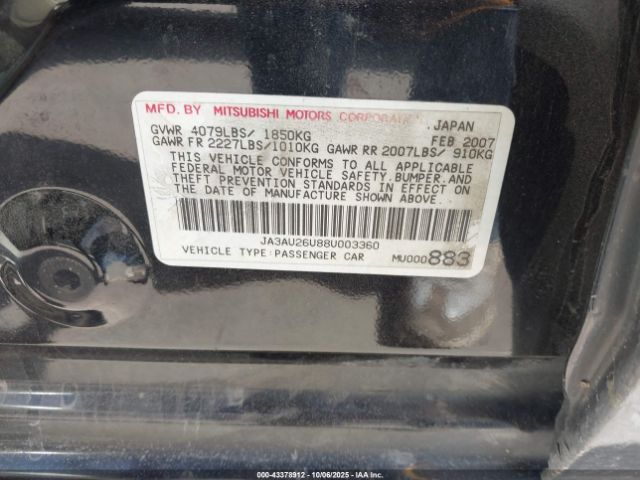 MFD. BY MITSUBISHI MOTORS CORPORATION, JAPAN
GVWR 4079LBS/ 1850KG FEB 2007
GAWR FR 2227LBS/1010KG GAWR RR 2007LBS/ 910KG
THIS VEHICLE CONFORMS TO ALL APPLICABLE
FEDERAL MOTOR VEHICLE SAFETY.BUMPER.AND
THEFT PREVENTION STANDARDS IN EFFECT ON
THE DATE OF MANUFACTURE SHOWN ABOVE.
JA3AU26U88U003360
VEHICLE TYPE:PASSENGER CAR MU000883
000-43378912 - 10/06/2025 - IAAI.COM